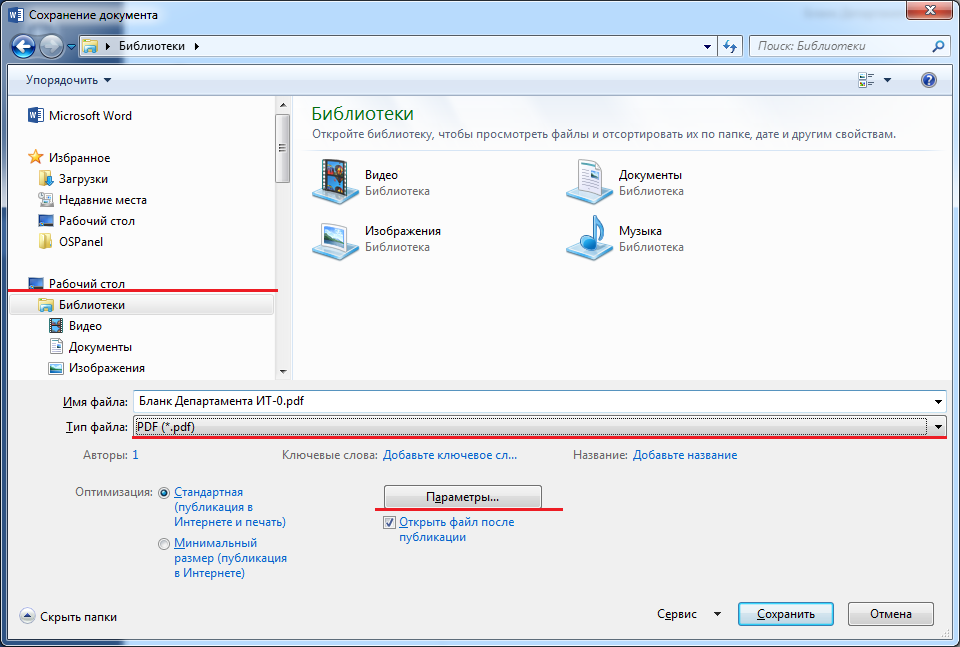 Сохранение документа
Библиотеки
Поиск: Библиотеки
Упорядочить
Microsoft Word
Избранное
Загрузки
Недавние места
Рабочий стол
OSPanel
Рабочий стол
Библиотеки
Видео
Документы
Изображения
Библиотеки
Откройте библиотеку, чтобы просмотреть файлы и отсортировать их по папке, дате и другим свойствам.
Видео
Библиотека
Документы
Библиотека
Изображения
Библиотека
Музыка
Библиотека
Имя файла: Бланк Департамента ИТ-0.pdf
Тип файла: PDF (*.pdf)
Авторы: 1
Ключевые слова: Добавьте ключевое сл...
Название: Добавьте название
Оптимизация: Стандартная
(публикация в
Интернете и печать)
Минимальный
размер (публикация
в Интернете)
Параметры...
Открыть файл после
публикации
Скрыть папки
Сервис
Сохранить
Отмена